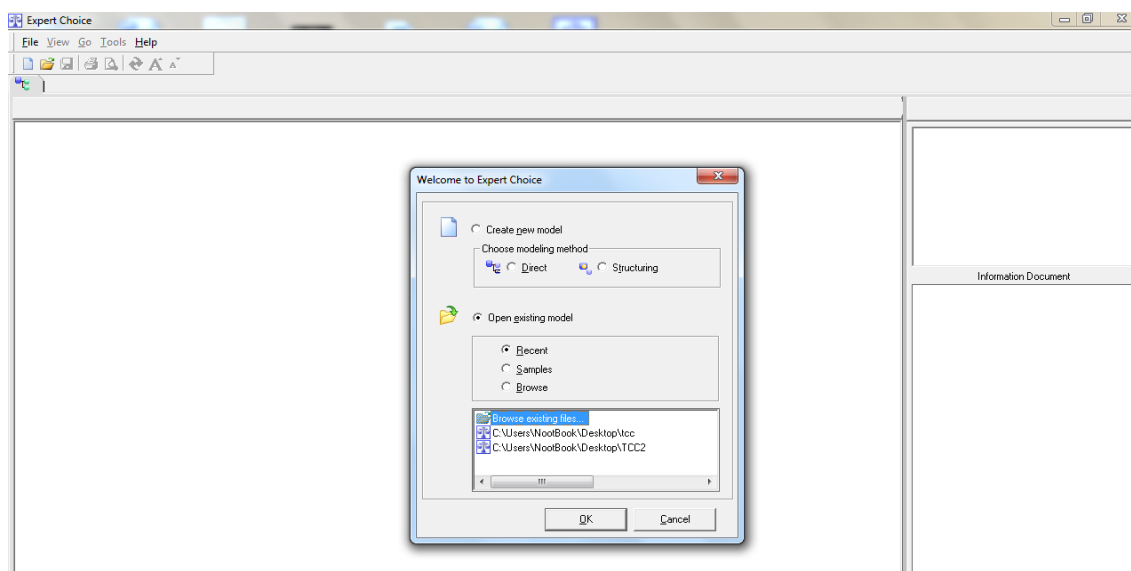 Expert Choice
File View Go Tools Help
A A
Welcome to Expert Choice
Create new model
Choose modeling method
Direct Structuring
Open existing model
Recent
Samples
Browse
Browse existing files...
C:\Users\NootBook\Desktop\tcc
C:\Users\NootBook\Desktop\TCC2
OK Cancel
Information Document